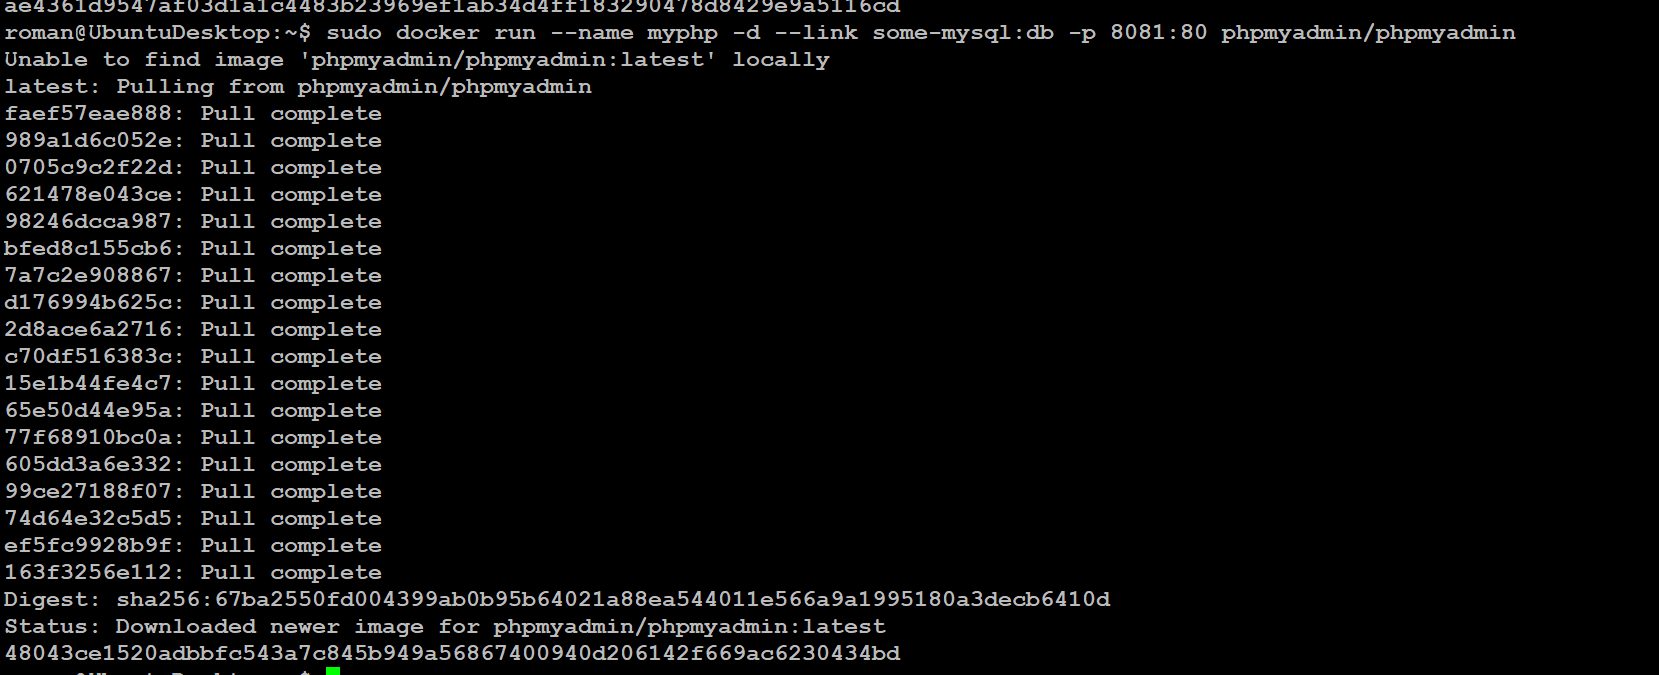 ae4361d9547af03d1a1c4483b23969ef1ab34d4ff183290478d8429e9a5116cd
roman@UbuntuDesktop:~$ sudo docker run --name myphp -d --link some-mysql:db -p 8081:80 phpmyadmin/phpmyadmin
Unable to find image 'phpmyadmin/phpmyadmin:latest' locally
latest: Pulling from phpmyadmin/phpmyadmin
faef57eae888: Pull complete
989a1d6c052e: Pull complete
0705c9c2f22d: Pull complete
621478e043ce: Pull complete
98246dcca987: Pull complete
bfed8c155cb6: Pull complete
7a7c2e908867: Pull complete
d176994b625c: Pull complete
2d8ace6a2716: Pull complete
c70df516383c: Pull complete
15e1b44fe4c7: Pull complete
65e50d44e95a: Pull complete
77f68910bc0a: Pull complete
605dd3a6e332: Pull complete
99ce27188f07: Pull complete
74d64e32c5d5: Pull complete
ef5fc9928b9f: Pull complete
163f3256e112: Pull complete
Digest: sha256:67ba2550fd004399ab0b95b64021a88ea544011e566a9a1995180a3decb6410d
Status: Downloaded newer image for phpmyadmin/phpmyadmin:latest
48043ce1520adbbfc543a7c845b949a56867400940d206142f669ac6230434bd